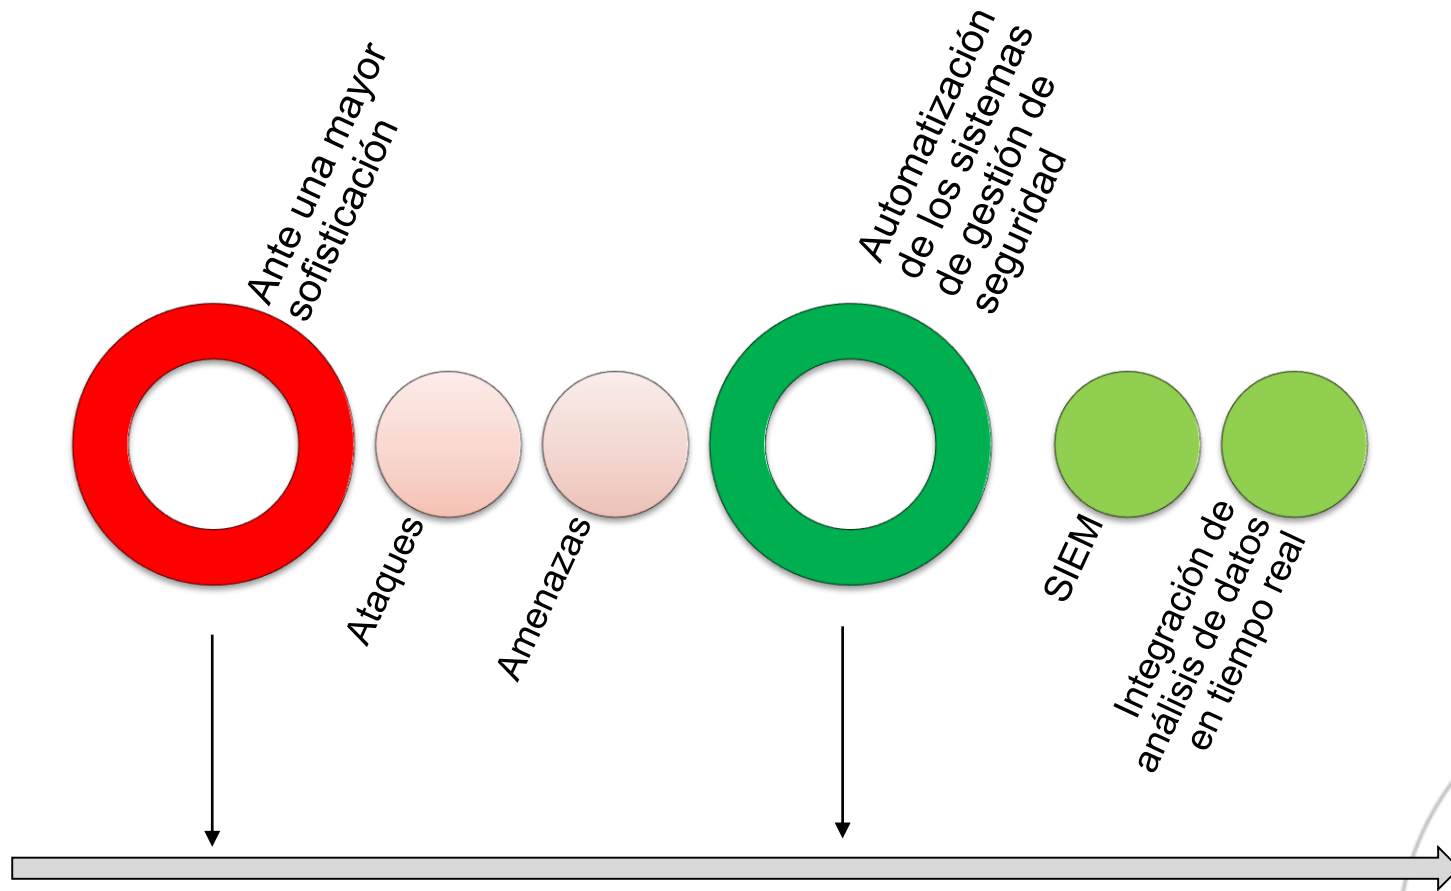 Ante una mayor
sofisticación
Ataques
Amenazas
Automatización
de los sistemas
de gestión de
seguridad
SIEM
Integración de
análisis de datos
en tiempo real